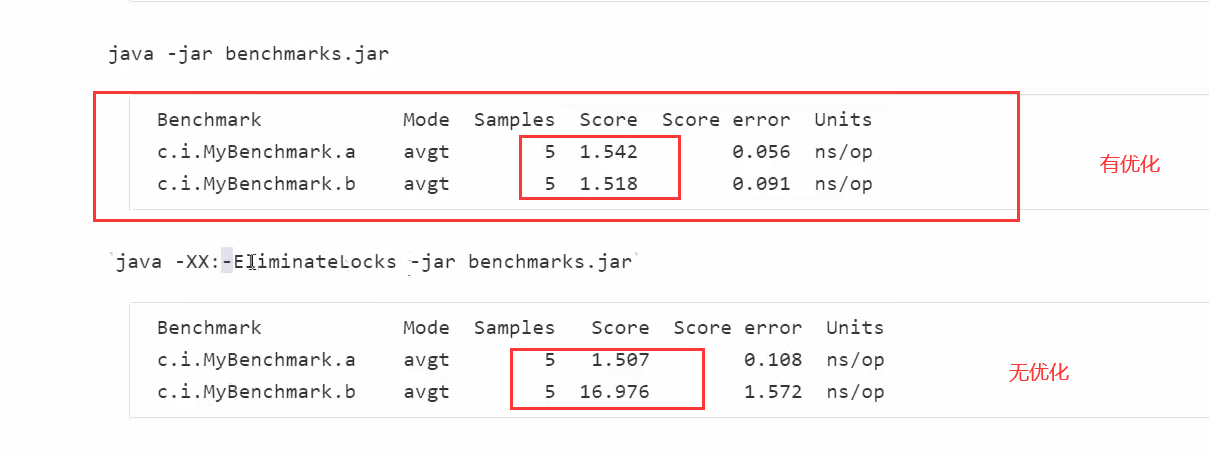 java -jar benchmarks.jar
Benchmark Mode Samples Score Score error Units
c.i.MyBenchmark.a avgt 5 1.542 0.056 ns/op
c.i.MyBenchmark.b avgt 5 1.518 0.091 ns/op
有优化
`java -XX:-EliminateLocks -jar benchmarks.jar`
Benchmark Mode Samples Score Score error Units
c.i.MyBenchmark.a avgt 5 1.507 0.108 ns/op
c.i.MyBenchmark.b avgt 5 16.976 1.572 ns/op
无优化